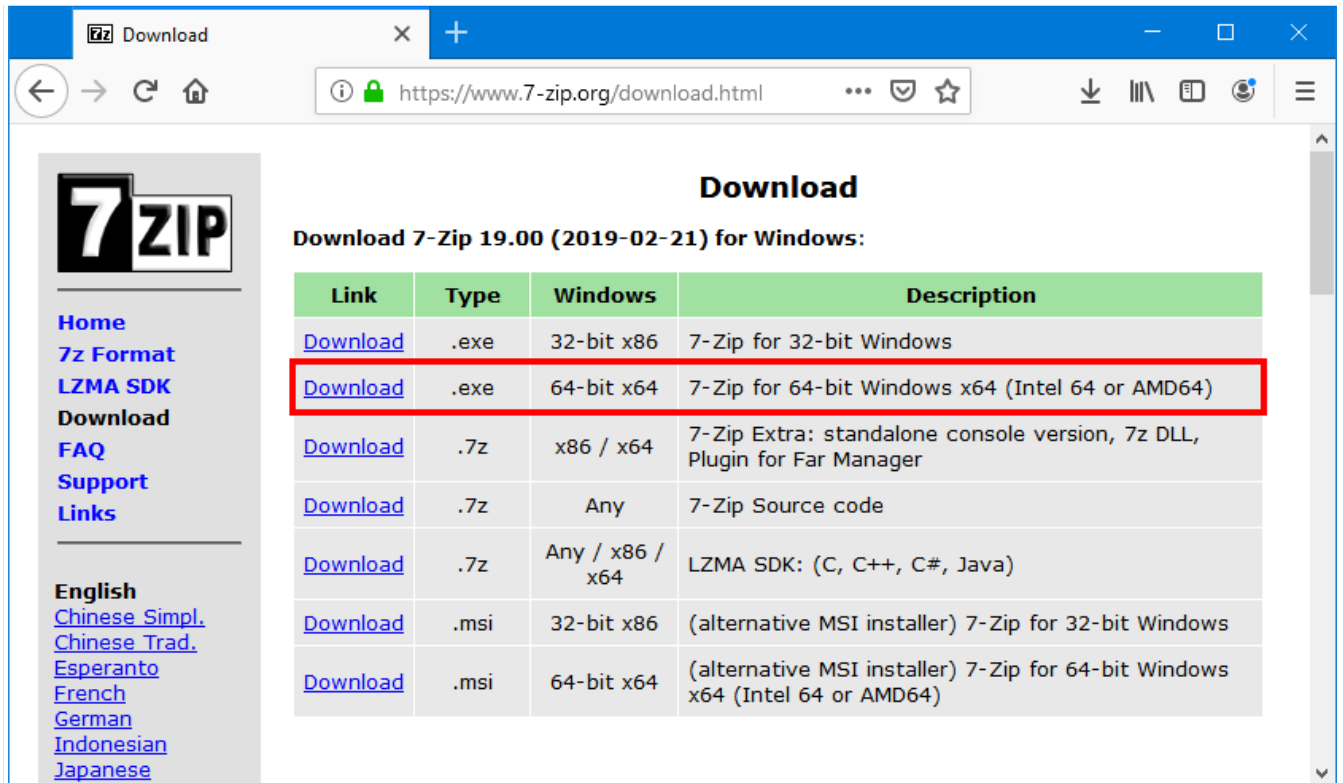 7z Download
https://www.7-zip.org/download.html
7 ZIP
Home
7z Format
LZMA SDK
Download
FAQ
Support
Links
English
Chinese Simpl.
Chinese Trad.
Esperanto
French
German
Indonesian
Japanese
Download
Download 7-Zip 19.00 (2019-02-21) for Windows:
Link Type Windows Description
Download .exe 32-bit x86 7-Zip for 32-bit Windows
Download .exe 64-bit x64 7-Zip for 64-bit Windows x64 (Intel 64 or AMD64)
Download .7z x86 / x64 7-Zip Extra: standalone console version, 7z DLL,
Plugin for Far Manager
Download .7z Any 7-Zip Source code
Download .7z Any / x86 /
x64 LZMA SDK: (C, C++, C#, Java)
Download .msi 32-bit x86 (alternative MSI installer) 7-Zip for 32-bit Windows
Download .msi 64-bit x64 (alternative MSI installer) 7-Zip for 64-bit Windows
x64 (Intel 64 or AMD64)